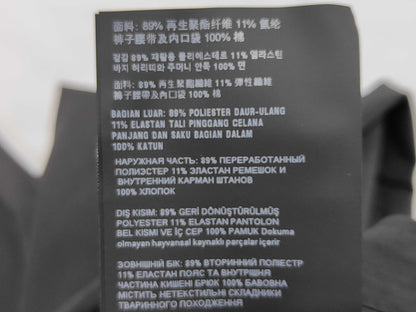 面料: 89% 再生聚酯纤维 11% 氨纶
裤子腰带及内口袋 100% 棉
겉감 89% 재활용 폴리에스테르 11% 엘라스틴
바지 허리띠와 주머니 안쪽 100% 면
面料: 89% 再生聚酯纖維 11% 彈性纖維
褲子腰帶及內口袋 100% 棉
BAGIAN LUAR: 89% POLIESTER DAUR-ULANG
11% ELASTAN TALI PINGGANG CELANA
PANJANG DAN SAKU BAGIAN DALAM
100% KATUN
НАРУЖНАЯ ЧАСТЬ: 89% ПЕРЕРАБОТАННЫЙ
ПОЛИЭСТЕР 11% ЭЛАСТАН РЕМЕШОК И
ВНУТРЕННИЙ КАРМАН ШТАНОВ
100% ХЛОПОК
DIŞ KISIM: 89% GERİ DÖNÜŞTÜRÜLMÜŞ
POLYESTER 11% ELASTAN PANTOLON
BEL KISMI VE İÇ CEP 100% PAMUK Dokuma
olmayan hayvansal kaynaklı parçalar içerir
ЗОВНІШНІЙ БІК: 89% ВТОРИННИЙ ПОЛІЕСТР
11% ЕЛАСТАН ПОЯС ТА ВНУТРІШНЯ
ЧАСТИНА КИШЕНІ БРЮК 100% БАВОВНА
МІСТИТЬ НЕТЕКСТИЛЬНІ СКЛАДНИКИ
ТВАРИННОГО ПОХОДЖЕННЯ